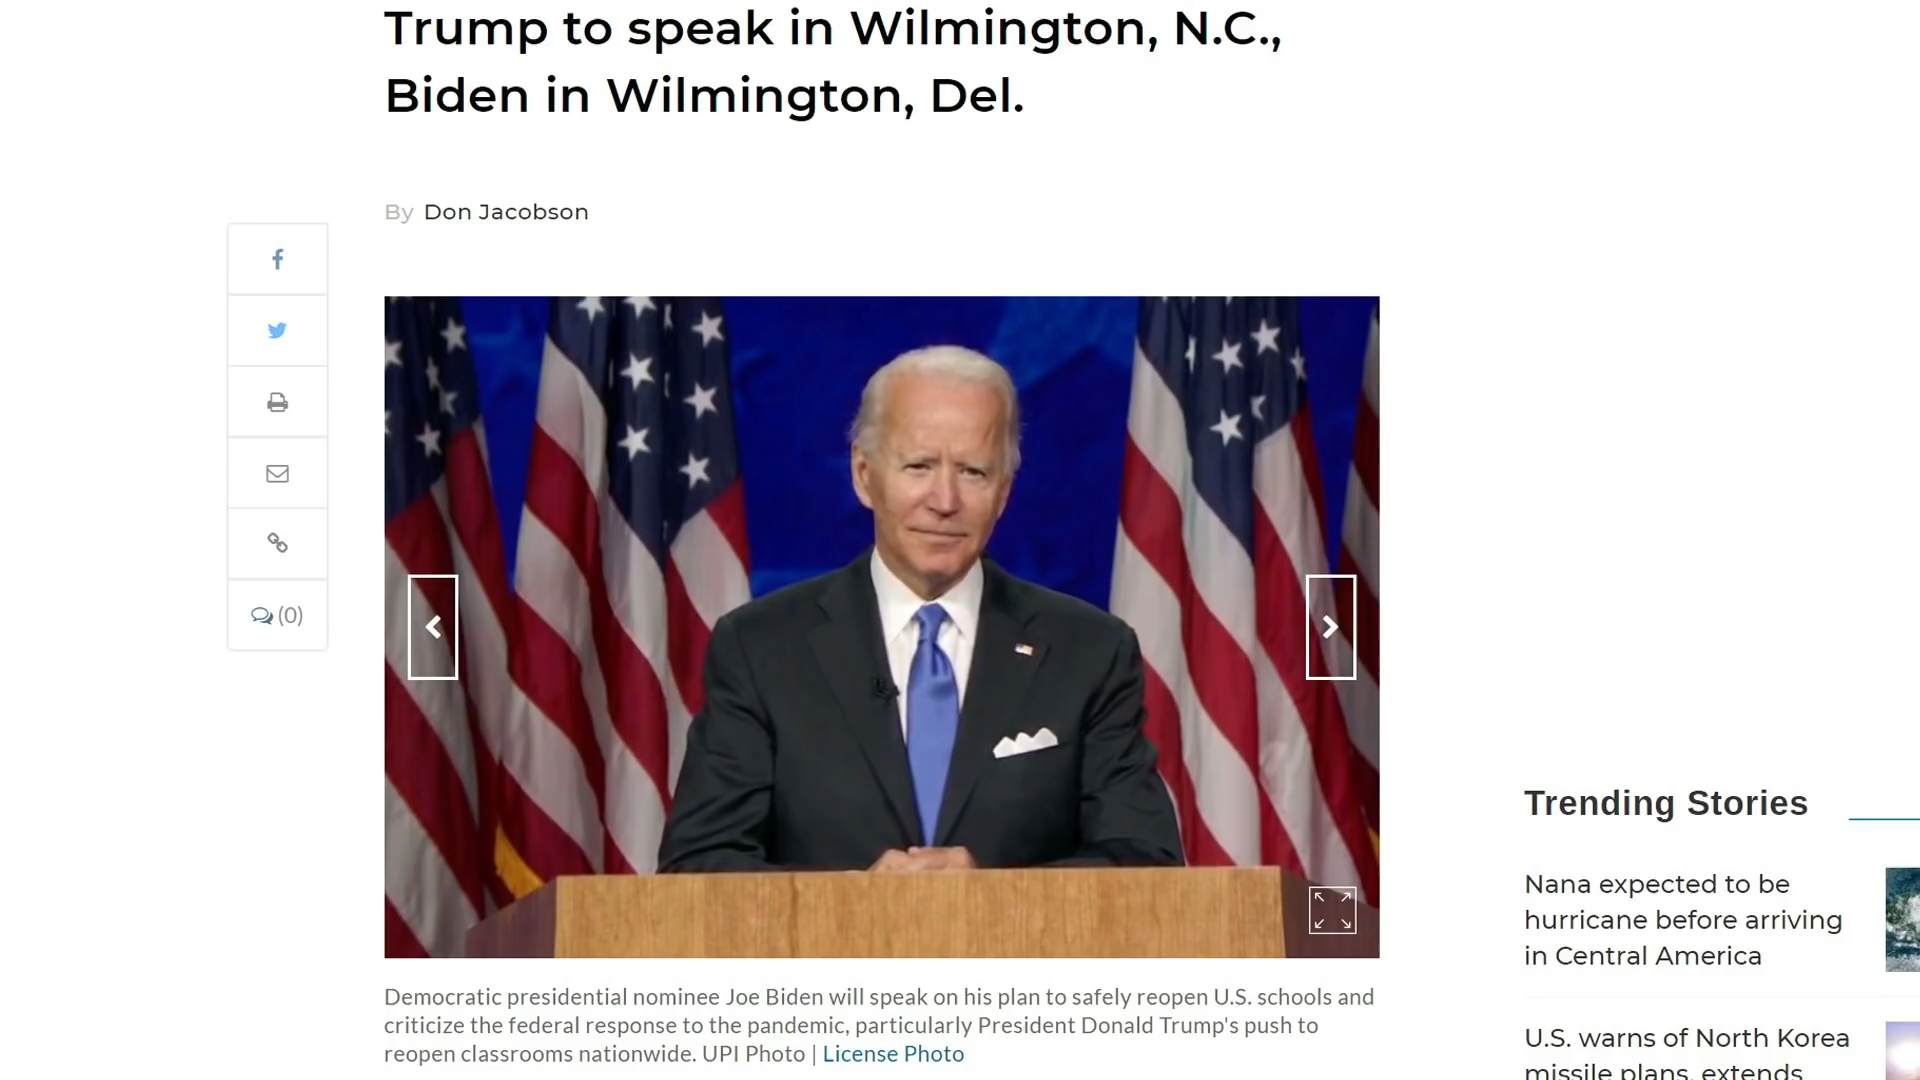 Trump to speak in Wilmington, N.C.,
Biden in Wilmington, Del.
By Don Jacobson
(0)
Democratic presidential nominee Joe Biden will speak on his plan to safely reopen U.S. schools and
criticize the federal response to the pandemic, particularly President Donald Trump's push to
reopen classrooms nationwide. UPI Photo | License Photo
Trending Stories
Nana expected to be
hurricane before arriving
in Central America
U.S. warns of North Korea
missile plans, extends